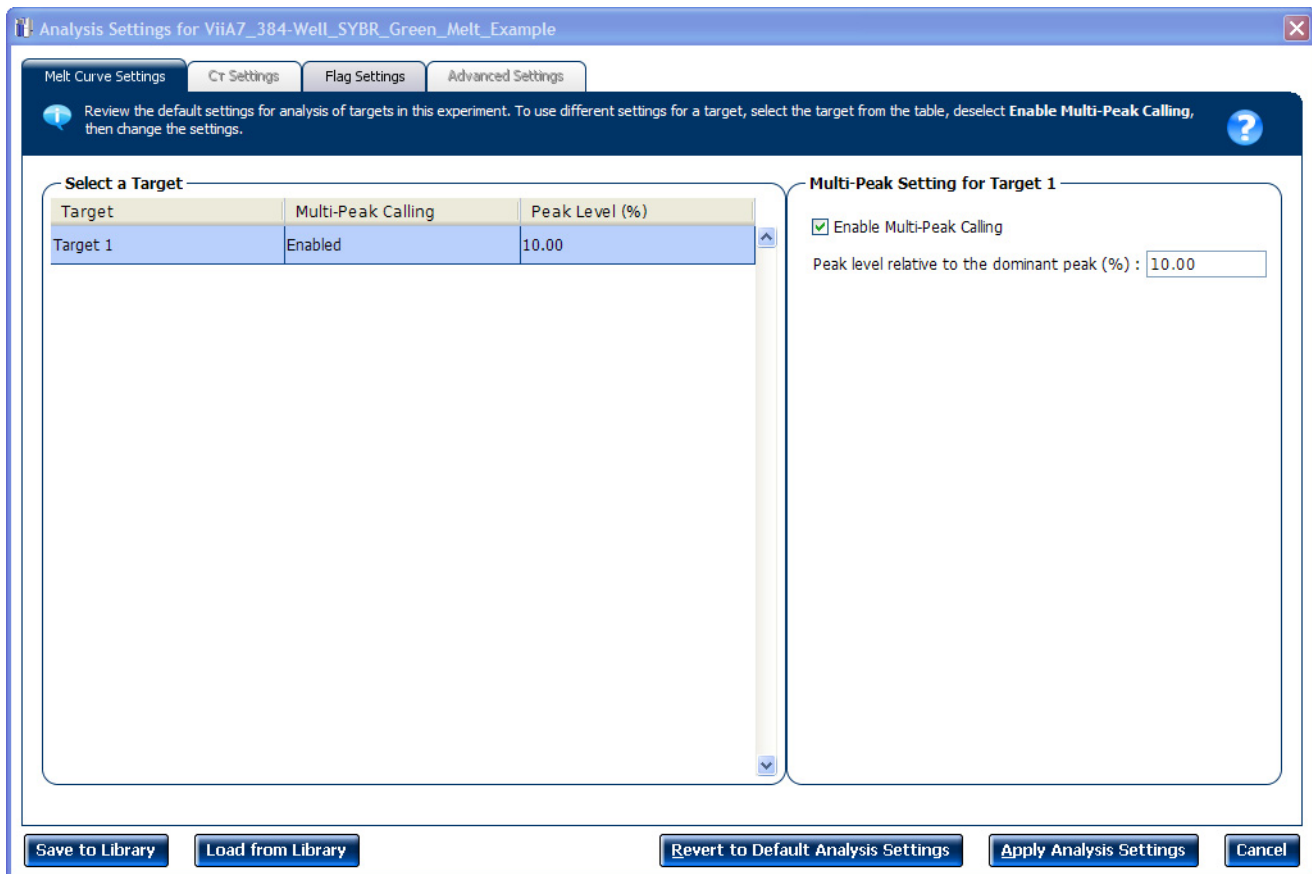 Analysis Settings for ViiA7_384-Well_SYBR_Green_Melt_Example
Melt Curve Settings
CT Settings
Flag Settings
Advanced Settings
Review the default settings for analysis of targets in this experiment. To use different settings for a target, select the target from the table, deselect Enable Multi-Peak Calling,
then change the settings.
?
Select a Target
Target Multi-Peak Calling Peak Level (%)
Target 1 Enabled 10.00
Multi-Peak Setting for Target 1
Enable Multi-Peak Calling
Peak level relative to the dominant peak (%) : 10.00
Save to Library
Load from Library
Revert to Default Analysis Settings
Apply Analysis Settings
Cancel